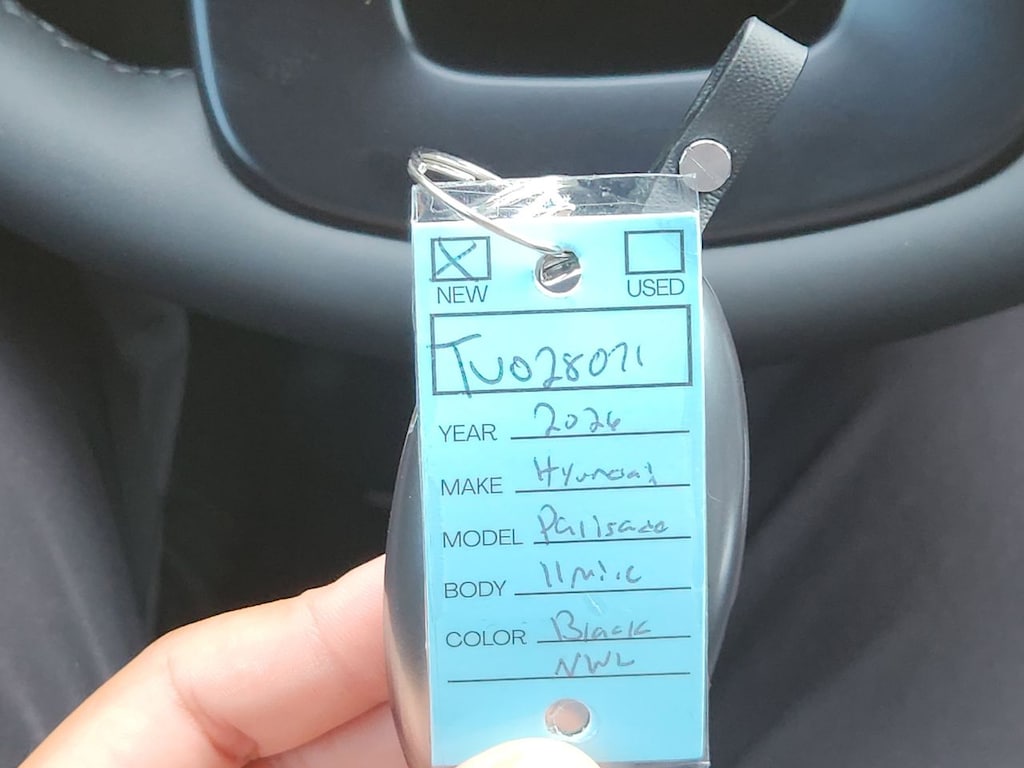 NEW USED
TU028071
YEAR 2026
MAKE Hyundai
MODEL Palisade
BODY
COLOR Black
NWL